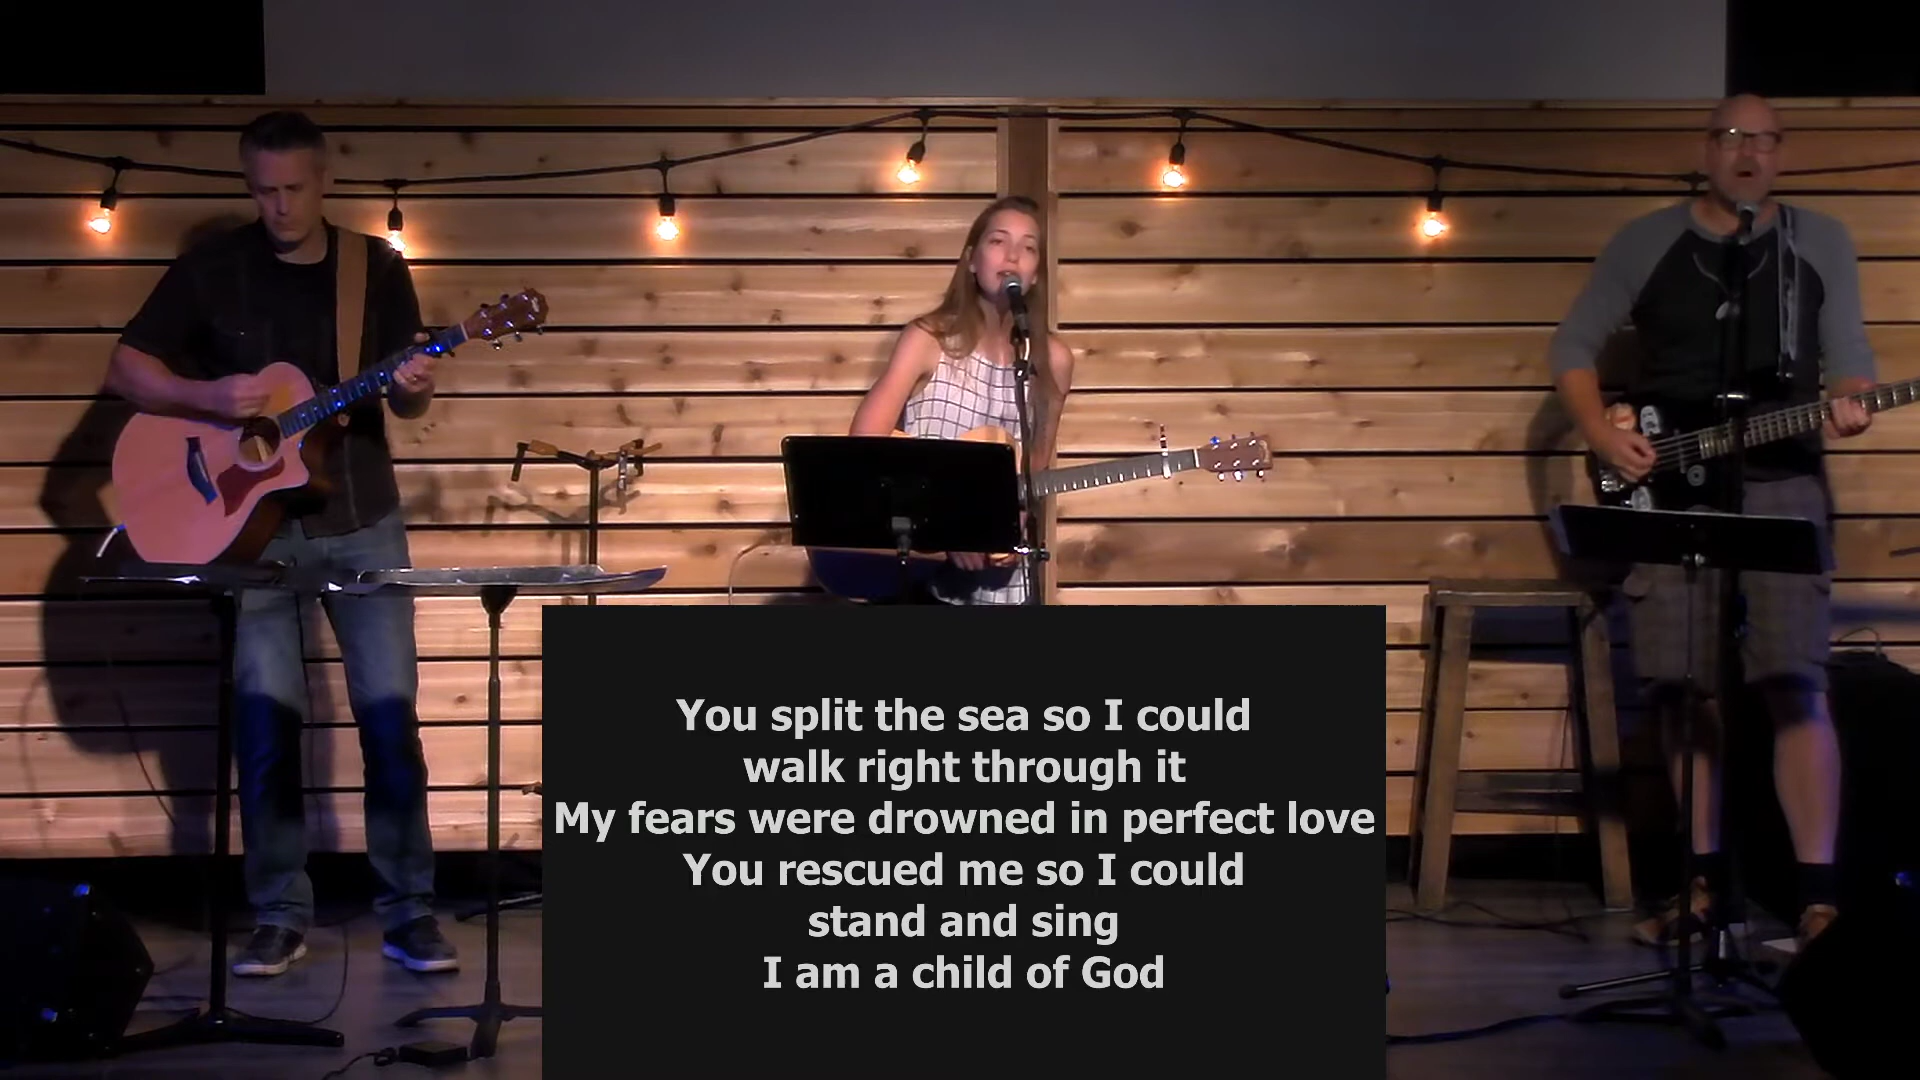 You split the sea so I could
walk right through it
My fears were drowned in perfect love
You rescued me so I could
stand and sing
I am a child of God